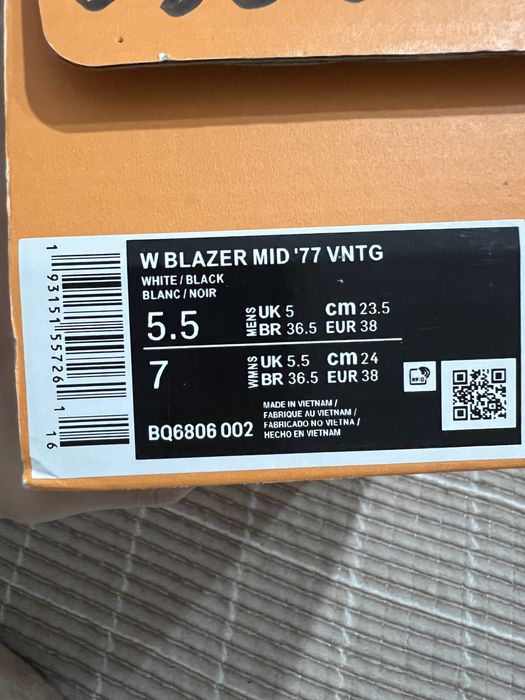 W BLAZER MID '77 VNTG
WHITE / BLACK
BLANC / NOIR
5.5 MENS UK 5 cm 23.5
BR 36.5 EUR 38
7 WMNS UK 5.5 cm 24
BR 36.5 EUR 38
BQ6806 002
MADE IN VIETNAM /
FABRIQUE AU VIETNAM /
FABRICADO NO VIETNA /
HECHO EN VIETNAM
1 93151 55726 1
16